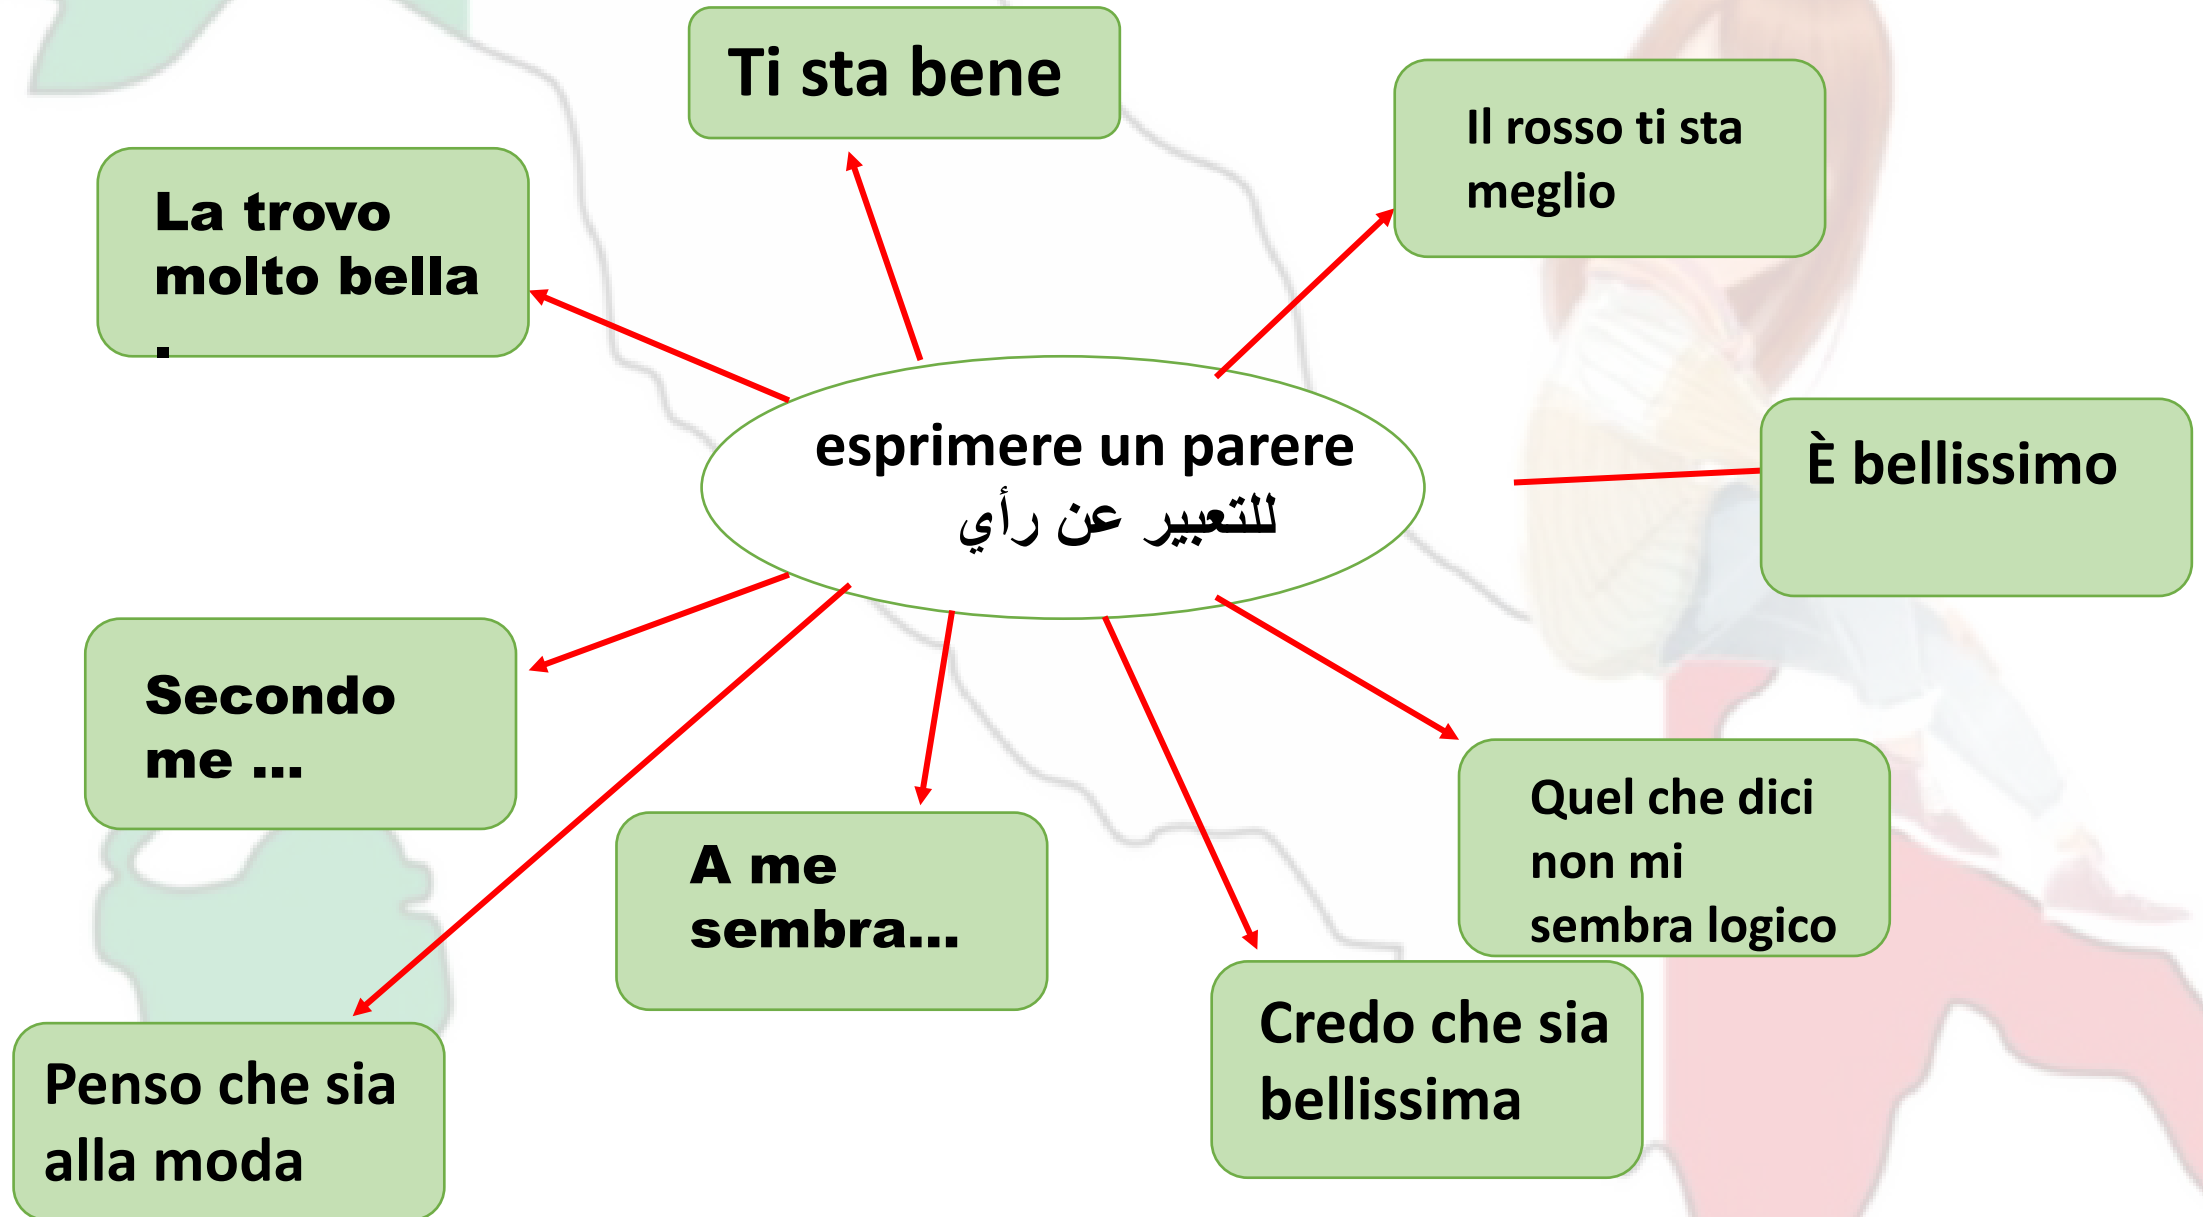 Ti sta bene
Il rosso ti sta
meglio
La trovo
molto bella
.
esprimere un parere
للتعبير عن رأي
È bellissimo
Secondo
me ...
A me
sembra...
Quel che dici
non mi
sembra logico
Credo che sia
bellissima
Penso che sia
alla moda